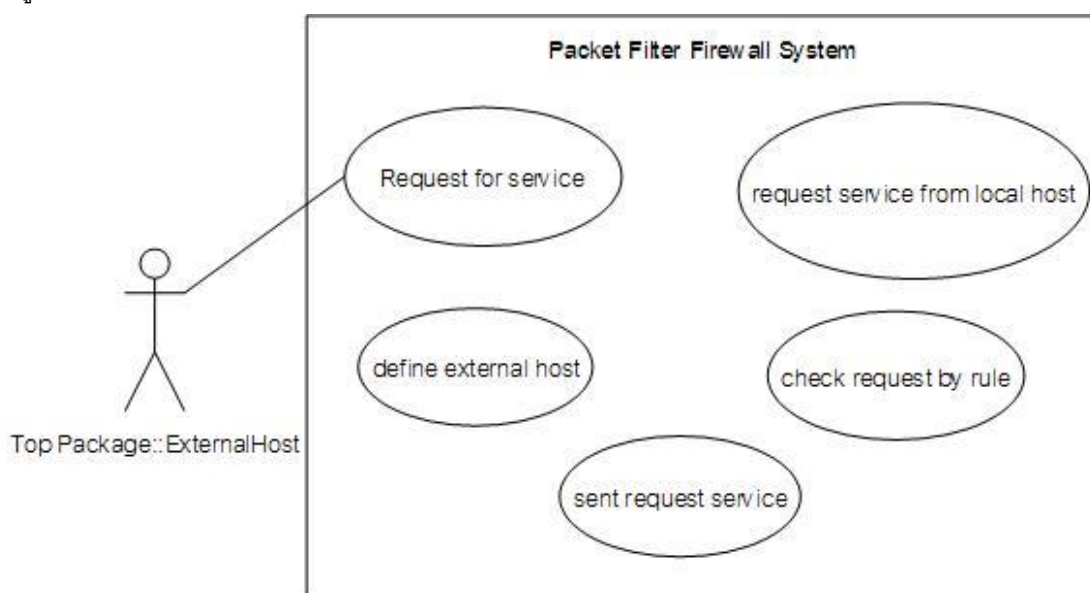 Packet Filter Firewall System
Request for service
request service from local host
define external host
check request by rule
Top Package::ExternalHost
sent request service